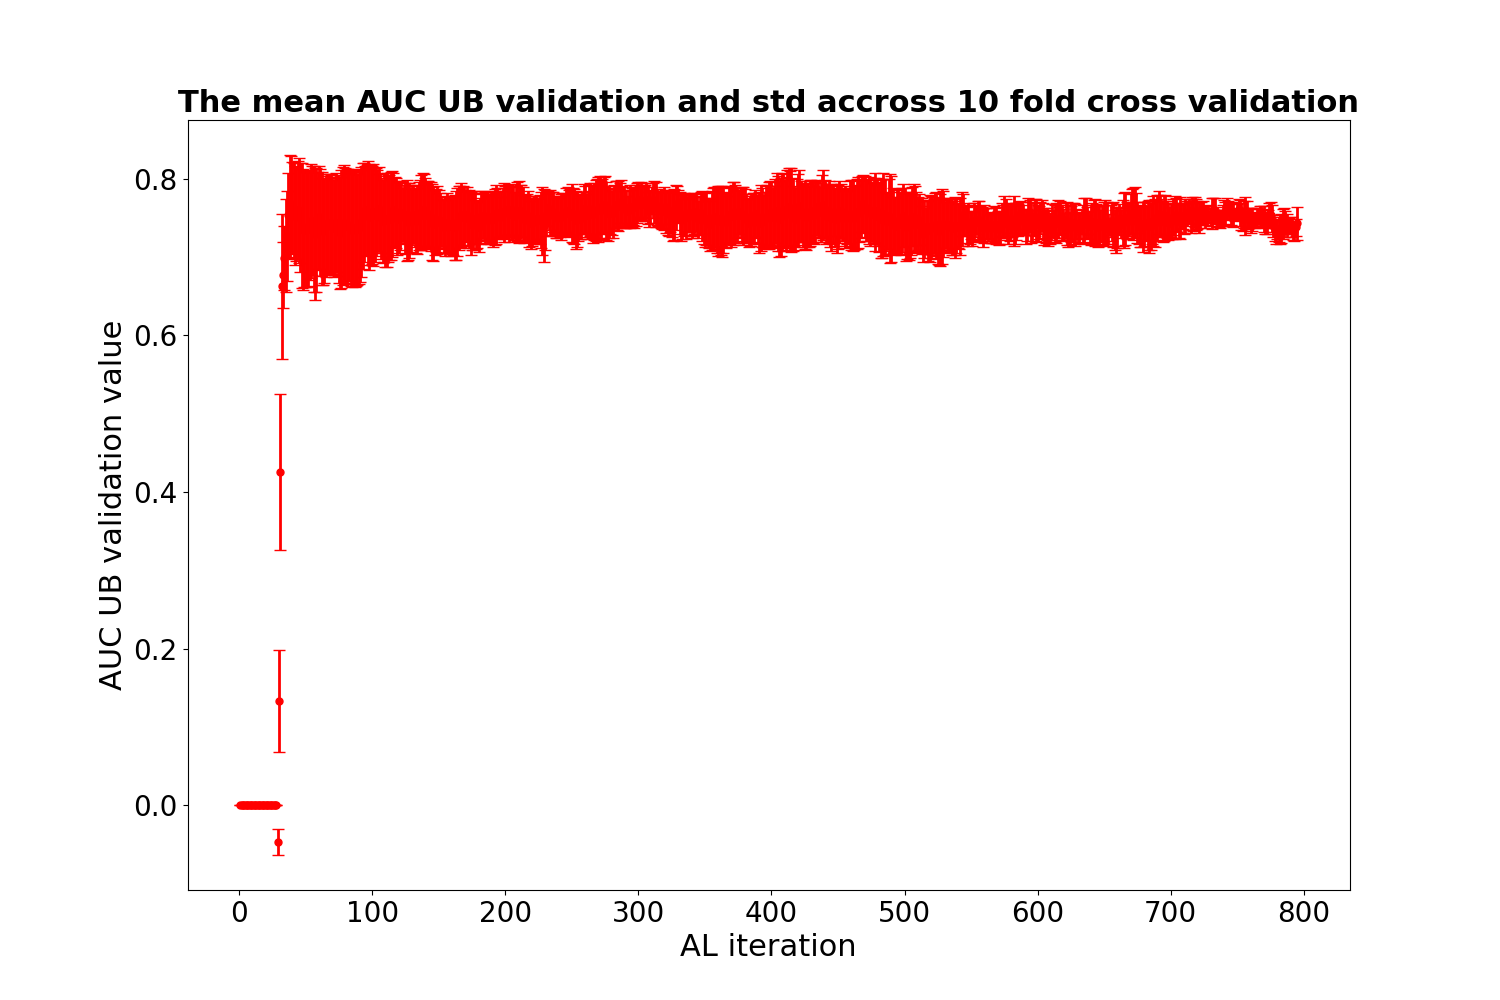 The mean AUC UB validation and std accross 10 fold cross validation
0.8
0.6
0.4
0.2
0.0
AUC UB validation value
0 100 200 300 400 500 600 700 800
AL iteration